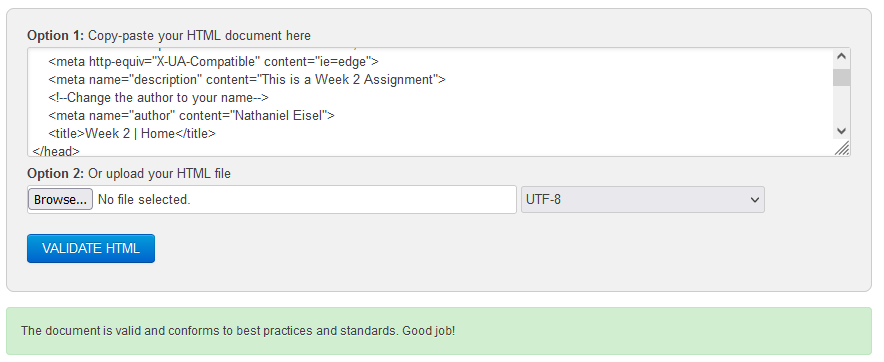 Option 1: Copy-paste your HTML document here
<meta http-equiv="X-UA-Compatible" content="ie=edge">
<meta name="description" content="This is a Week 2 Assignment">
<!--Change the author to your name-->
<meta name="author" content="Nathaniel Eisel">
<title>Week 2 | Home</title>
</head>
Option 2: Or upload your HTML file
Browse... No file selected. UTF-8
VALIDATE HTML
The document is valid and conforms to best practices and standards. Good job!